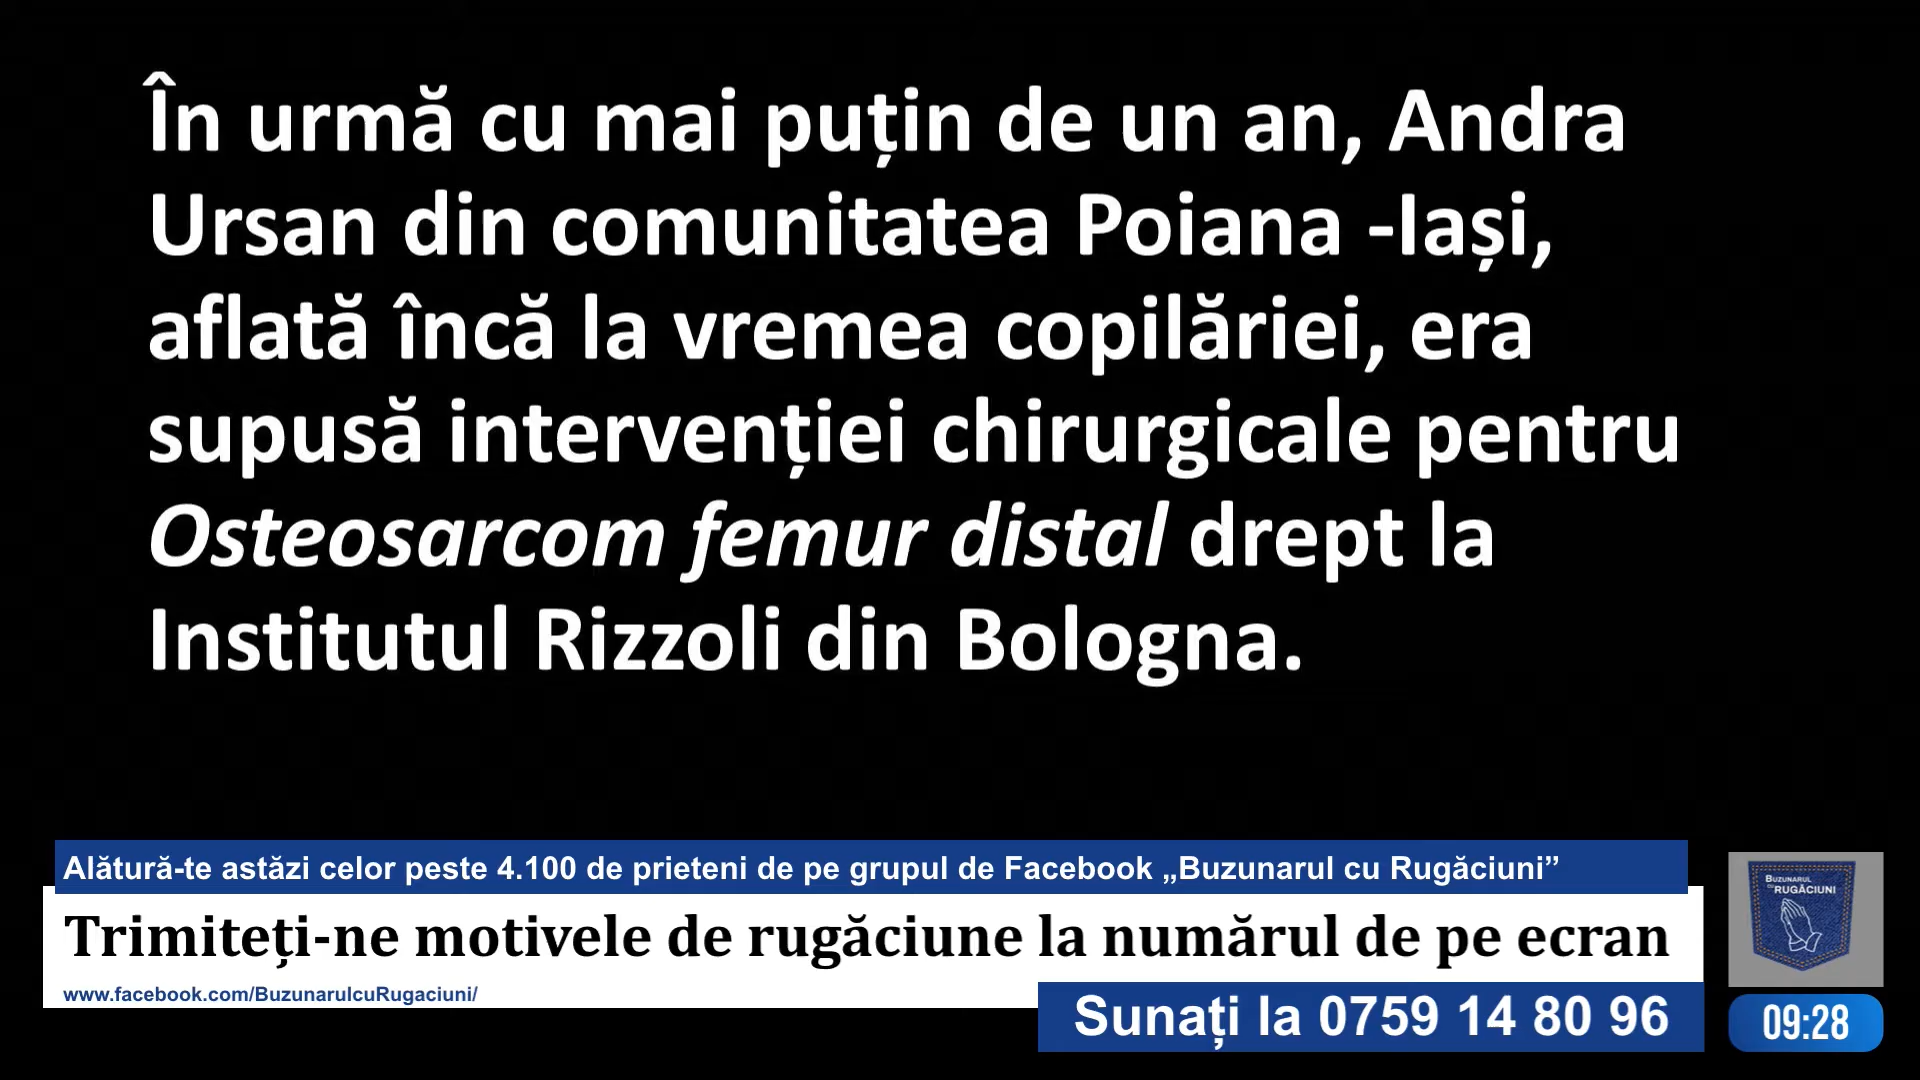 În urmă cu mai puțin de un an, Andra
Ursan din comunitatea Poiana -Iași,
aflată încă la vremea copilăriei, era
supusă intervenției chirurgicale pentru
Osteosarcom femur distal drept la
Institutul Rizzoli din Bologna.
Alătură-te astăzi celor peste 4.100 de prieteni de pe grupul de Facebook „Buzunarul cu Rugăciuni”
Trimiteți-ne motivele de rugăciune la numărul de pe ecran
www.facebook.com/BuzunarulcuRugaciuni/
Sunați la 0759 14 80 96
BUZUNARUL
CU RUGĂCIUNI
09:28